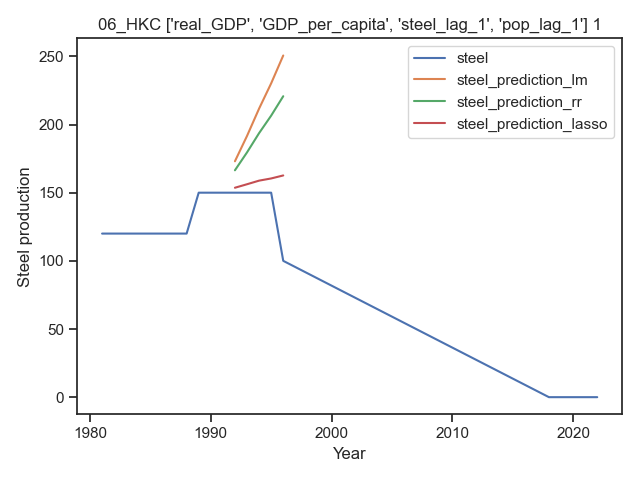 06_HKC ['real_GDP', 'GDP_per_capita', 'steel_lag_1', 'pop_lag_1'] 1
steel
steel_prediction_lm
steel_prediction_rr
steel_prediction_lasso
Steel production
250
200
150
100
50
0
1980
1990
2000
2010
2020
Year